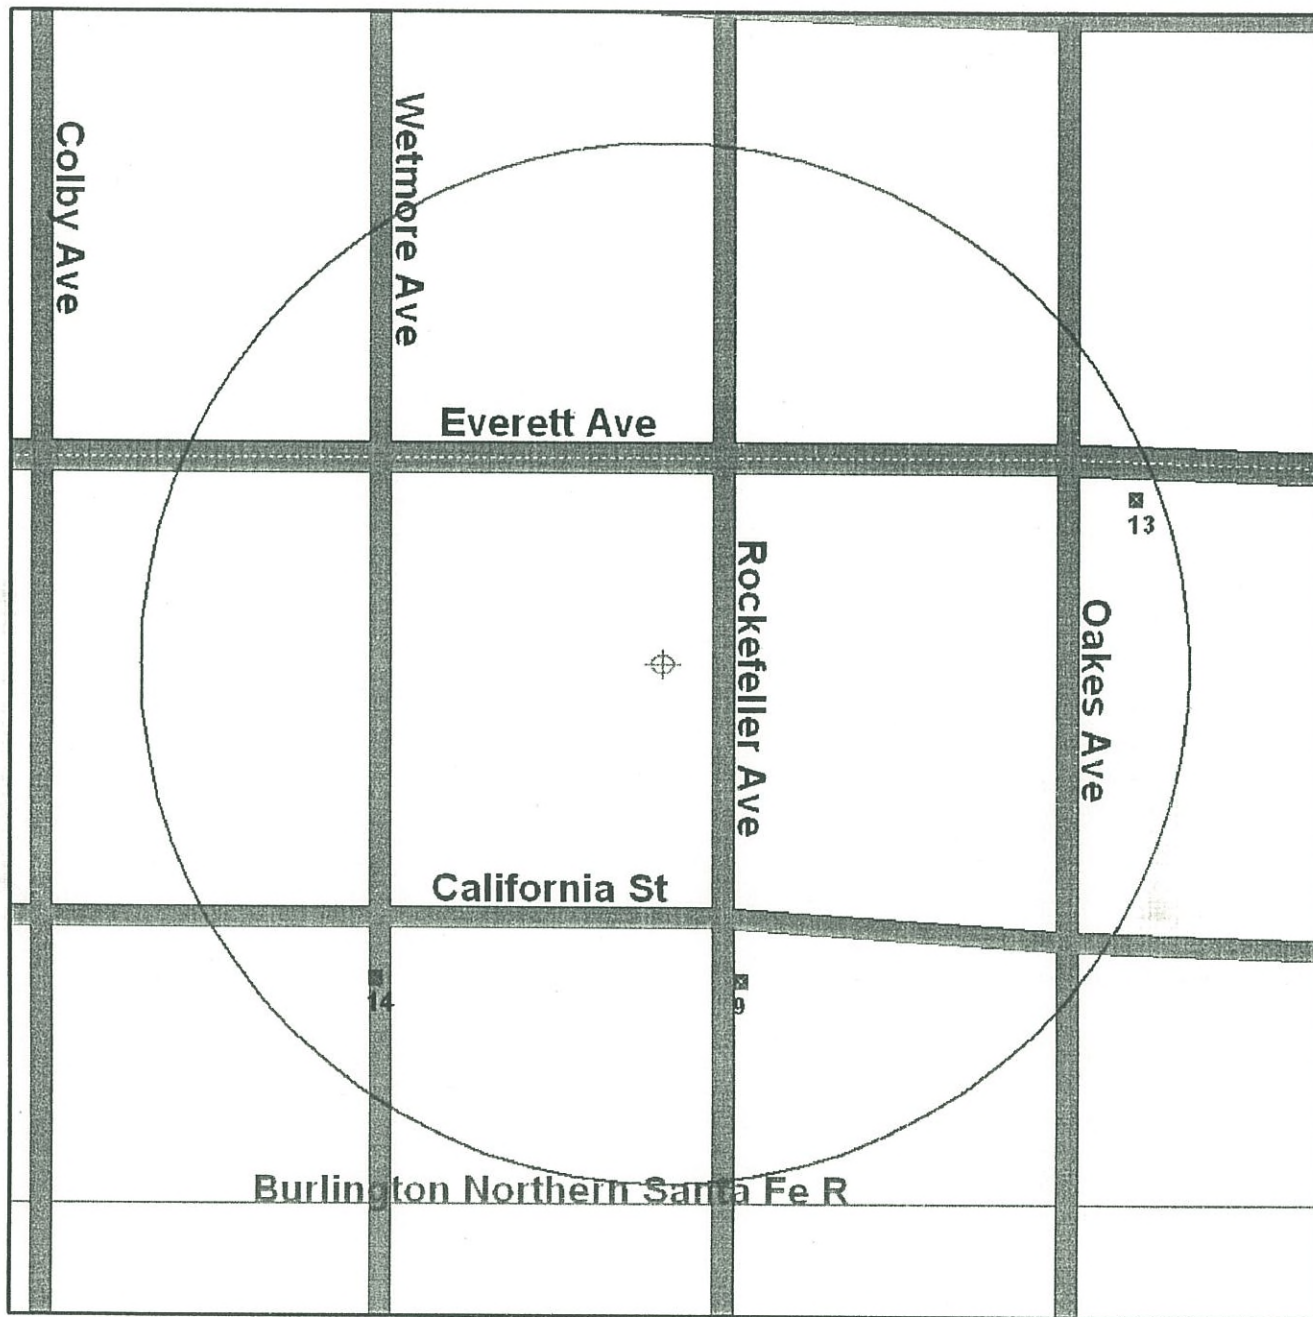 Colby Ave
Wetmore Ave
Everett Ave
13
Rockefeller Ave
Oakes Ave
California St
14
9
Burlington Northern Santa Fe R